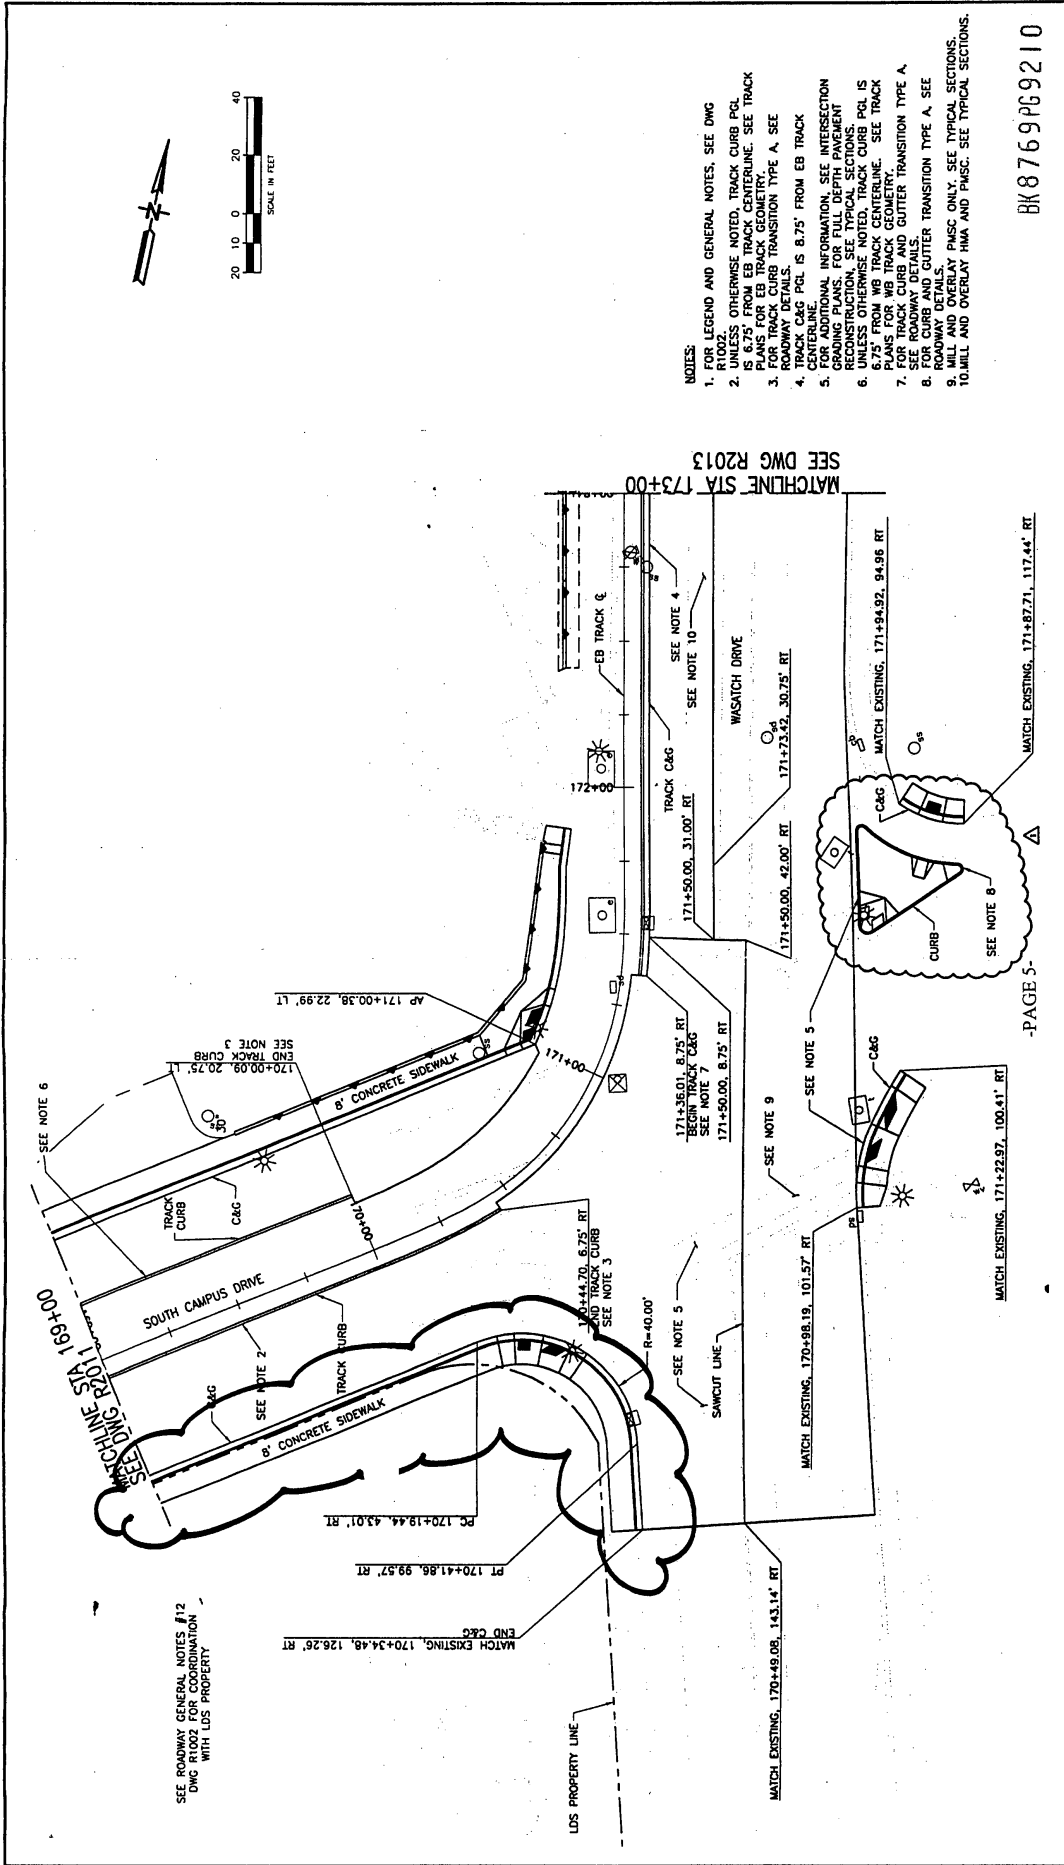 SEE ROADWAY GENERAL NOTES #12
DWG R1002 FOR COORDINATION
WITH LDS PROPERTY
MATCHLINE STA 169+00
SEE DWG R2011
SEE NOTE 6
20 10 0 20 40
SCALE IN FEET
N
170+00.09, 20.75' LT
END TRACK CURB
SEE NOTE 3
AP 171+00.38, 22.99' LT
8' CONCRETE SIDEWALK
TRACK
CURB
C&G
SOUTH CAMPUS DRIVE
170+00
171+00
172+00
C&G
SEE NOTE 2
TRACK CURB
8' CONCRETE SIDEWALK
170+44.70, 6.75' RT
END TRACK CURB
SEE NOTE 3
R=40.00'
PC 170+19.44, 43.01' RT
PT 170+41.86, 99.57' RT
MATCH EXISTING, 170+34.48, 126.26' RT
END C&G
LDS PROPERTY LINE
EB TRACK ℄
TRACK C&G
SEE NOTE 4
SEE NOTE 10
MATCHLINE STA 173+00
SEE DWG R2013
171+50.00, 31.00' RT
WASATCH DRIVE
171+73.42, 30.75' RT
171+50.00, 42.00' RT
171+36.01, 8.75' RT
BEGIN TRACK C&G
SEE NOTE 7
171+50.00, 8.75' RT
SEE NOTE 5
SAWCUT LINE
SEE NOTE 9
SEE NOTE 5
C&G
MATCH EXISTING, 170+49.08, 143.14' RT
MATCH EXISTING, 170+98.19, 101.57' RT
MATCH EXISTING, 171+22.97, 100.41' RT
CURB
SEE NOTE 8
C&G
MATCH EXISTING, 171+94.92, 94.96 RT
MATCH EXISTING, 171+87.71, 117.44' RT
NOTES:
1. FOR LEGEND AND GENERAL NOTES, SEE DWG
R1002.
2. UNLESS OTHERWISE NOTED, TRACK CURB PGL
IS 6.75' FROM EB TRACK CENTERLINE. SEE TRACK
PLANS FOR EB TRACK GEOMETRY.
3. FOR TRACK CURB TRANSITION TYPE A, SEE
ROADWAY DETAILS.
4. TRACK C&G PGL IS 8.75' FROM EB TRACK
CENTERLINE.
5. FOR ADDITIONAL INFORMATION, SEE INTERSECTION
GRADING PLANS. FOR FULL DEPTH PAVEMENT
RECONSTRUCTION, SEE TYPICAL SECTIONS.
6. UNLESS OTHERWISE NOTED, TRACK CURB PGL IS
6.75' FROM WB TRACK CENTERLINE. SEE TRACK
PLANS FOR WB TRACK GEOMETRY.
7. FOR TRACK CURB AND GUTTER TRANSITION TYPE A,
SEE ROADWAY DETAILS.
8. FOR CURB AND GUTTER TRANSITION TYPE A, SEE
ROADWAY DETAILS.
9. MILL AND OVERLAY PMSC ONLY. SEE TYPICAL SECTIONS.
10.MILL AND OVERLAY HMA AND PMSC. SEE TYPICAL SECTIONS.
-PAGE 5-
BK8769PG9210